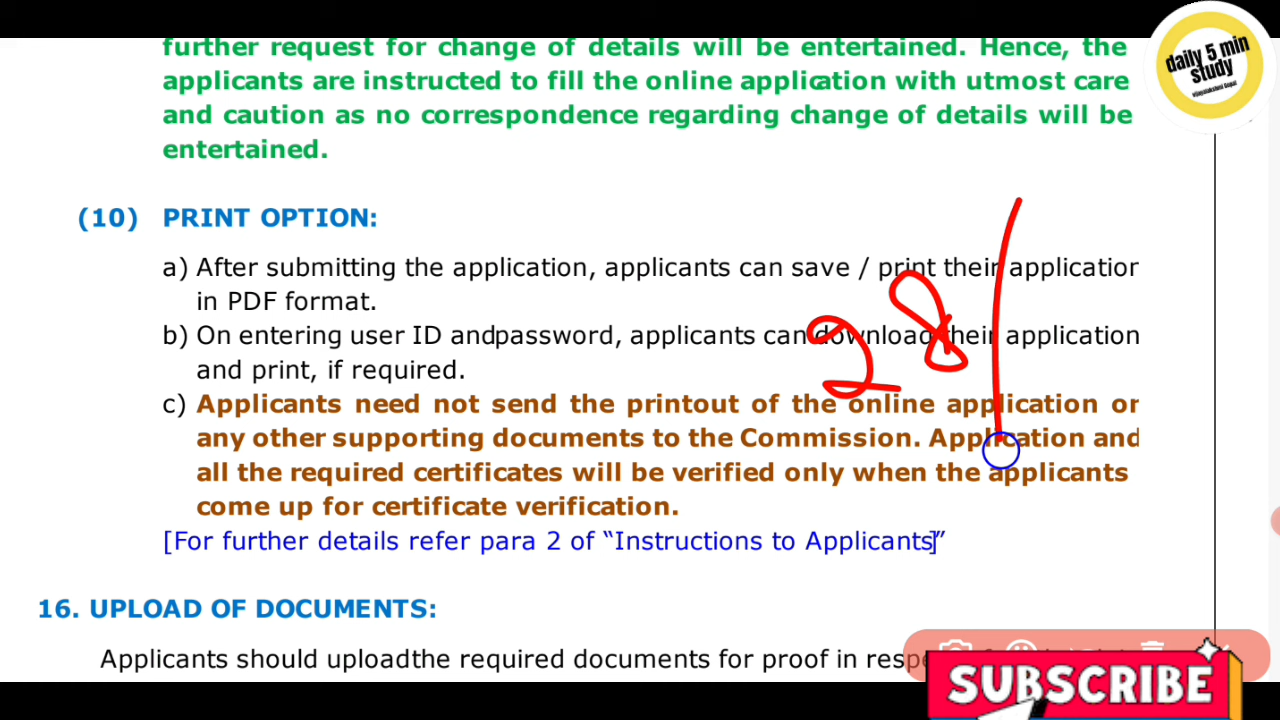 further request for change of details will be entertained. Hence, the
applicants are instructed to fill the online application with utmost care
and caution as no correspondence regarding change of details will be
entertained.
daily 5 min
study
(10) PRINT OPTION:
a) After submitting the application, applicants can save / print their application
in PDF format.
b) On entering user ID andpassword, applicants can download their application
and print, if required.
28/
c) Applicants need not send the printout of the online application or
any other supporting documents to the Commission. Application and
all the required certificates will be verified only when the applicants
come up for certificate verification.
[For further details refer para 2 of “Instructions to Applicants]”
16. UPLOAD OF DOCUMENTS:
Applicants should uploadthe required documents for proof in
SUBSCRIBE